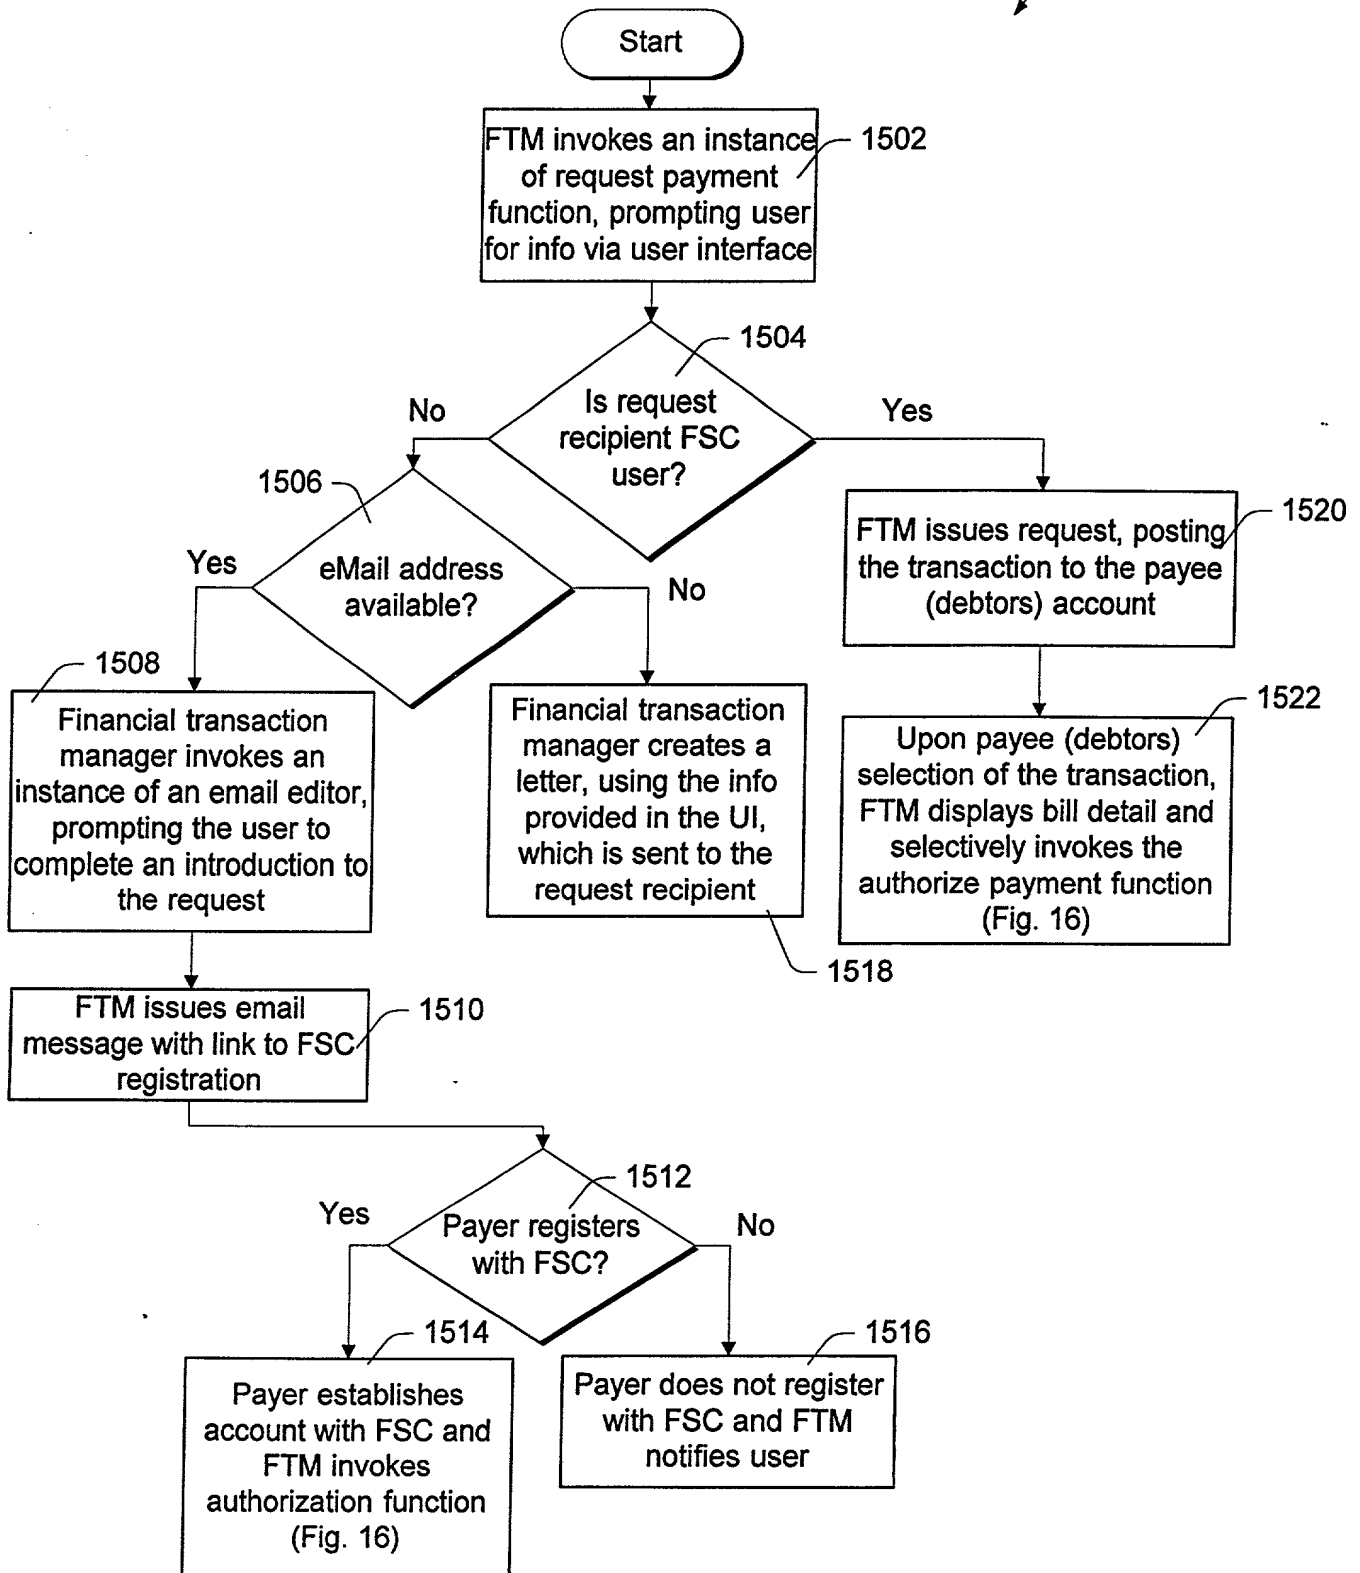 Start
FTM invokes an instance
of request payment
function, prompting user
for info via user interface
1502
1504
Is request
recipient FSC
user?
No
Yes
1506
eMail address
available?
Yes
No
1520
FTM issues request, posting
the transaction to the payee
(debtors) account
1508
Financial transaction
manager invokes an
instance of an email editor,
prompting the user to
complete an introduction to
the request
Financial transaction
manager creates a
letter, using the info
provided in the UI,
which is sent to the
request recipient
1518
1522
Upon payee (debtors)
selection of the transaction,
FTM displays bill detail and
selectively invokes the
authorize payment function
(Fig. 16)
FTM issues email
message with link to FSC
registration
1510
1512
Payer registers
with FSC?
Yes
No
1514
Payer establishes
account with FSC and
FTM invokes
authorization function
(Fig. 16)
1516
Payer does not register
with FSC and FTM
notifies user